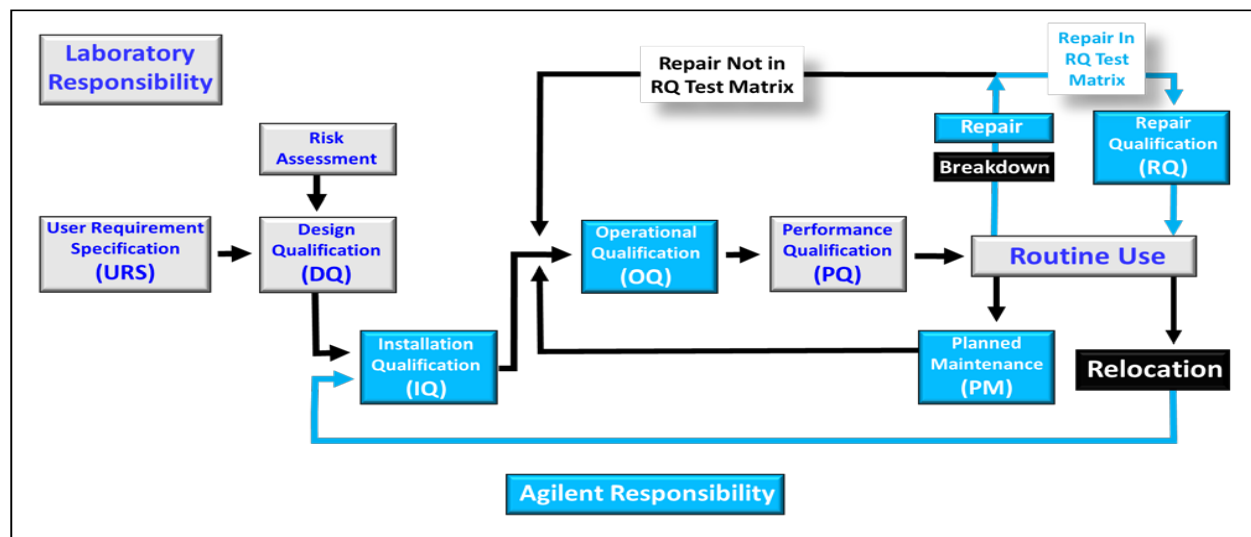 Laboratory
Responsibility
Repair Not in
RQ Test Matrix
Repair In
RQ Test
Matrix
Risk
Assessment
Repair
Breakdown
Repair
Qualification
(RQ)
User Requirement
Specification
(URS)
Design
Qualification
(DQ)
Operational
Qualification
(OQ)
Performance
Qualification
(PQ)
Routine Use
Installation
Qualification
(IQ)
Planned
Maintenance
(PM)
Relocation
Agilent Responsibility